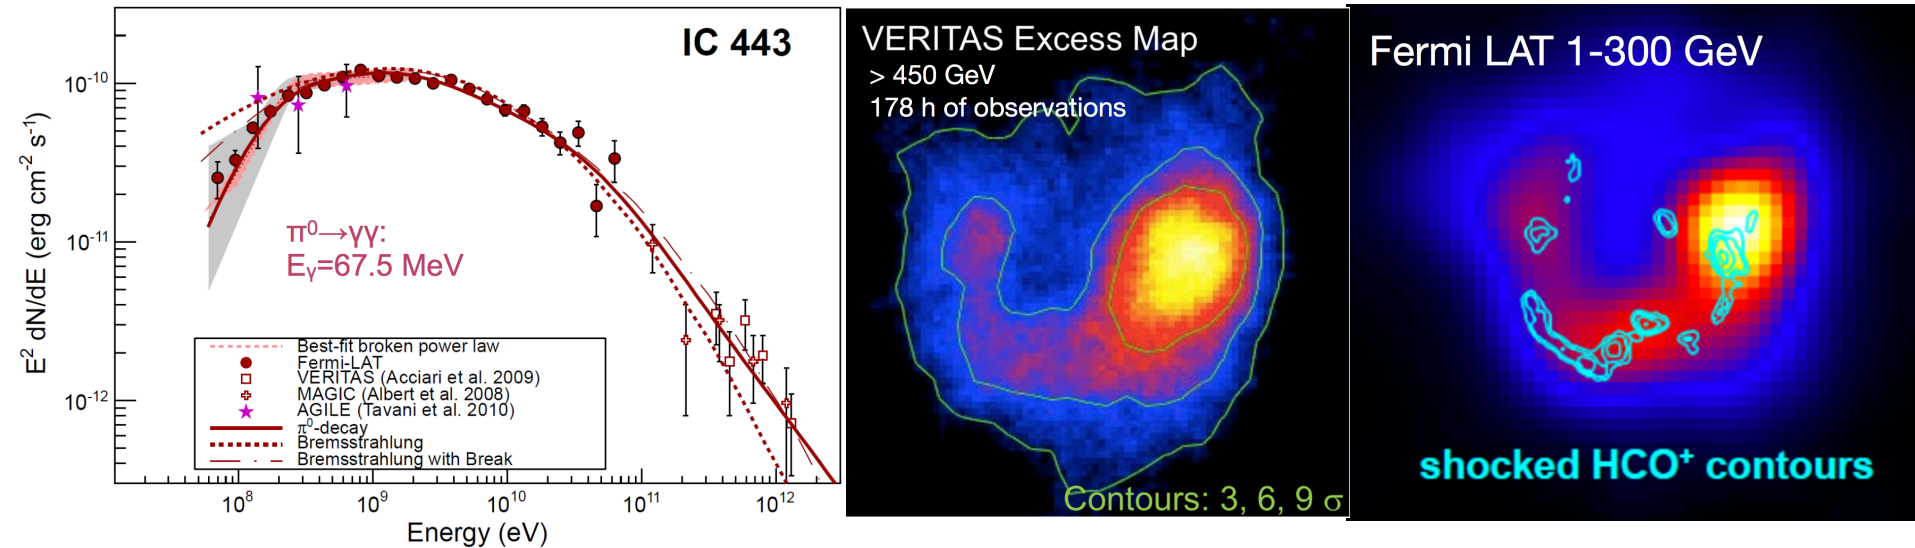 IC 443
10⁻¹⁰
10⁻¹¹
10⁻¹²
E² dN/dE (erg cm⁻² s⁻¹)
π⁰→γγ:
Eγ=67.5 MeV
Best-fit broken power law
Fermi-LAT
VERITAS (Acciari et al. 2009)
MAGIC (Albert et al. 2008)
AGILE (Tavani et al. 2010)
π⁰-decay
Bremsstrahlung
Bremsstrahlung with Break
10⁸ 10⁹ 10¹⁰ 10¹¹ 10¹²
Energy (eV)
VERITAS Excess Map
> 450 GeV
178 h of observations
Contours: 3, 6, 9 σ
Fermi LAT 1-300 GeV
shocked HCO⁺ contours